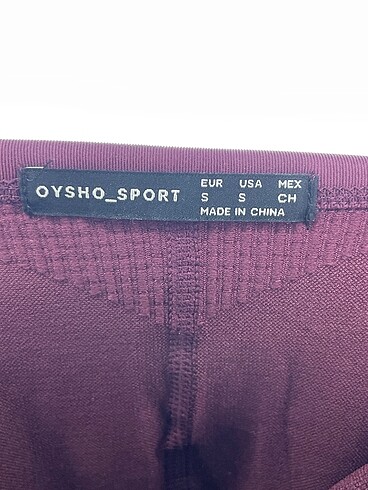 OYSHO_SPORT
EUR USA MEX
S S CH
MADE IN CHINA